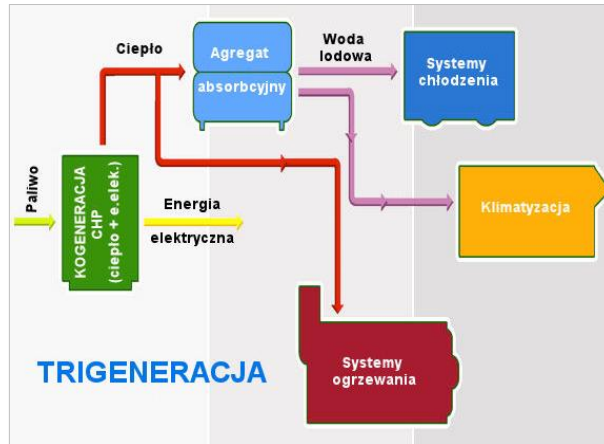 Ciepło
Agregat
absorbcyjny
Woda
lodowa
Systemy
chłodzenia
Paliwo
KOGENERACJA
CHP
(ciepło + e.elek.)
Energia
elektryczna
Klimatyzacja
TRIGENERACJA
Systemy
ogrzewania